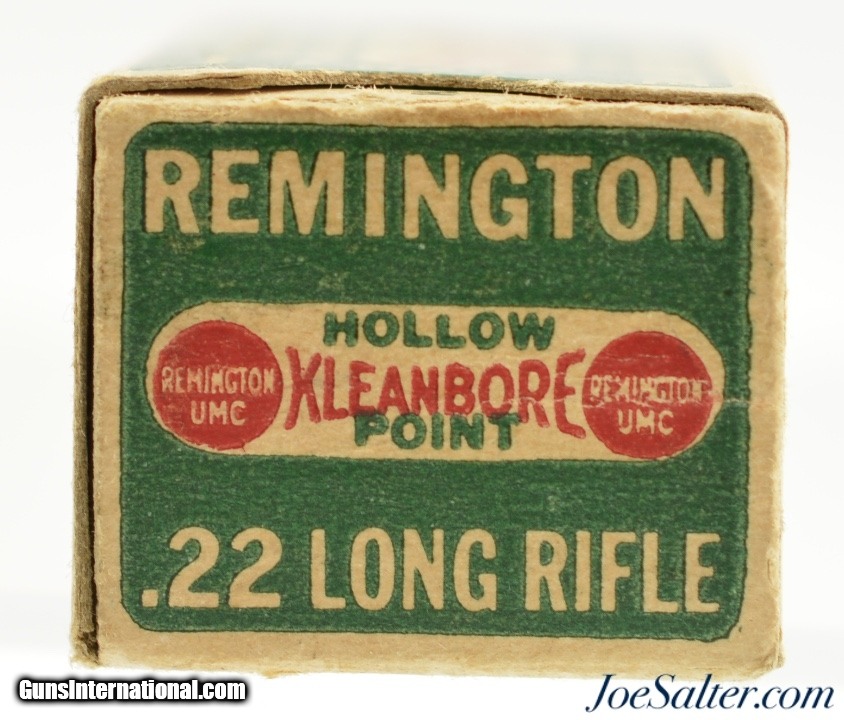 REMINGTON
HOLLOW
REMINGTON UMC
KLEANBORE
REMINGTON UMC
POINT
.22 LONG RIFLE
GunsInternational.com
JoeSalter.com